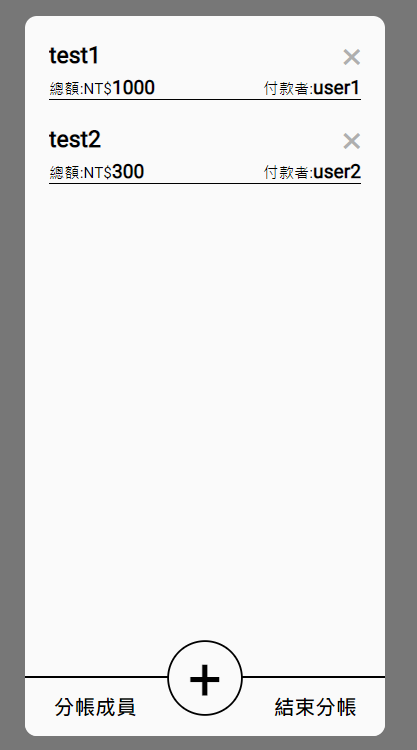 test1 ×
總額:NT$1000 付款者:user1
test2 ×
總額:NT$300 付款者:user2
+
分帳成員 結束分帳